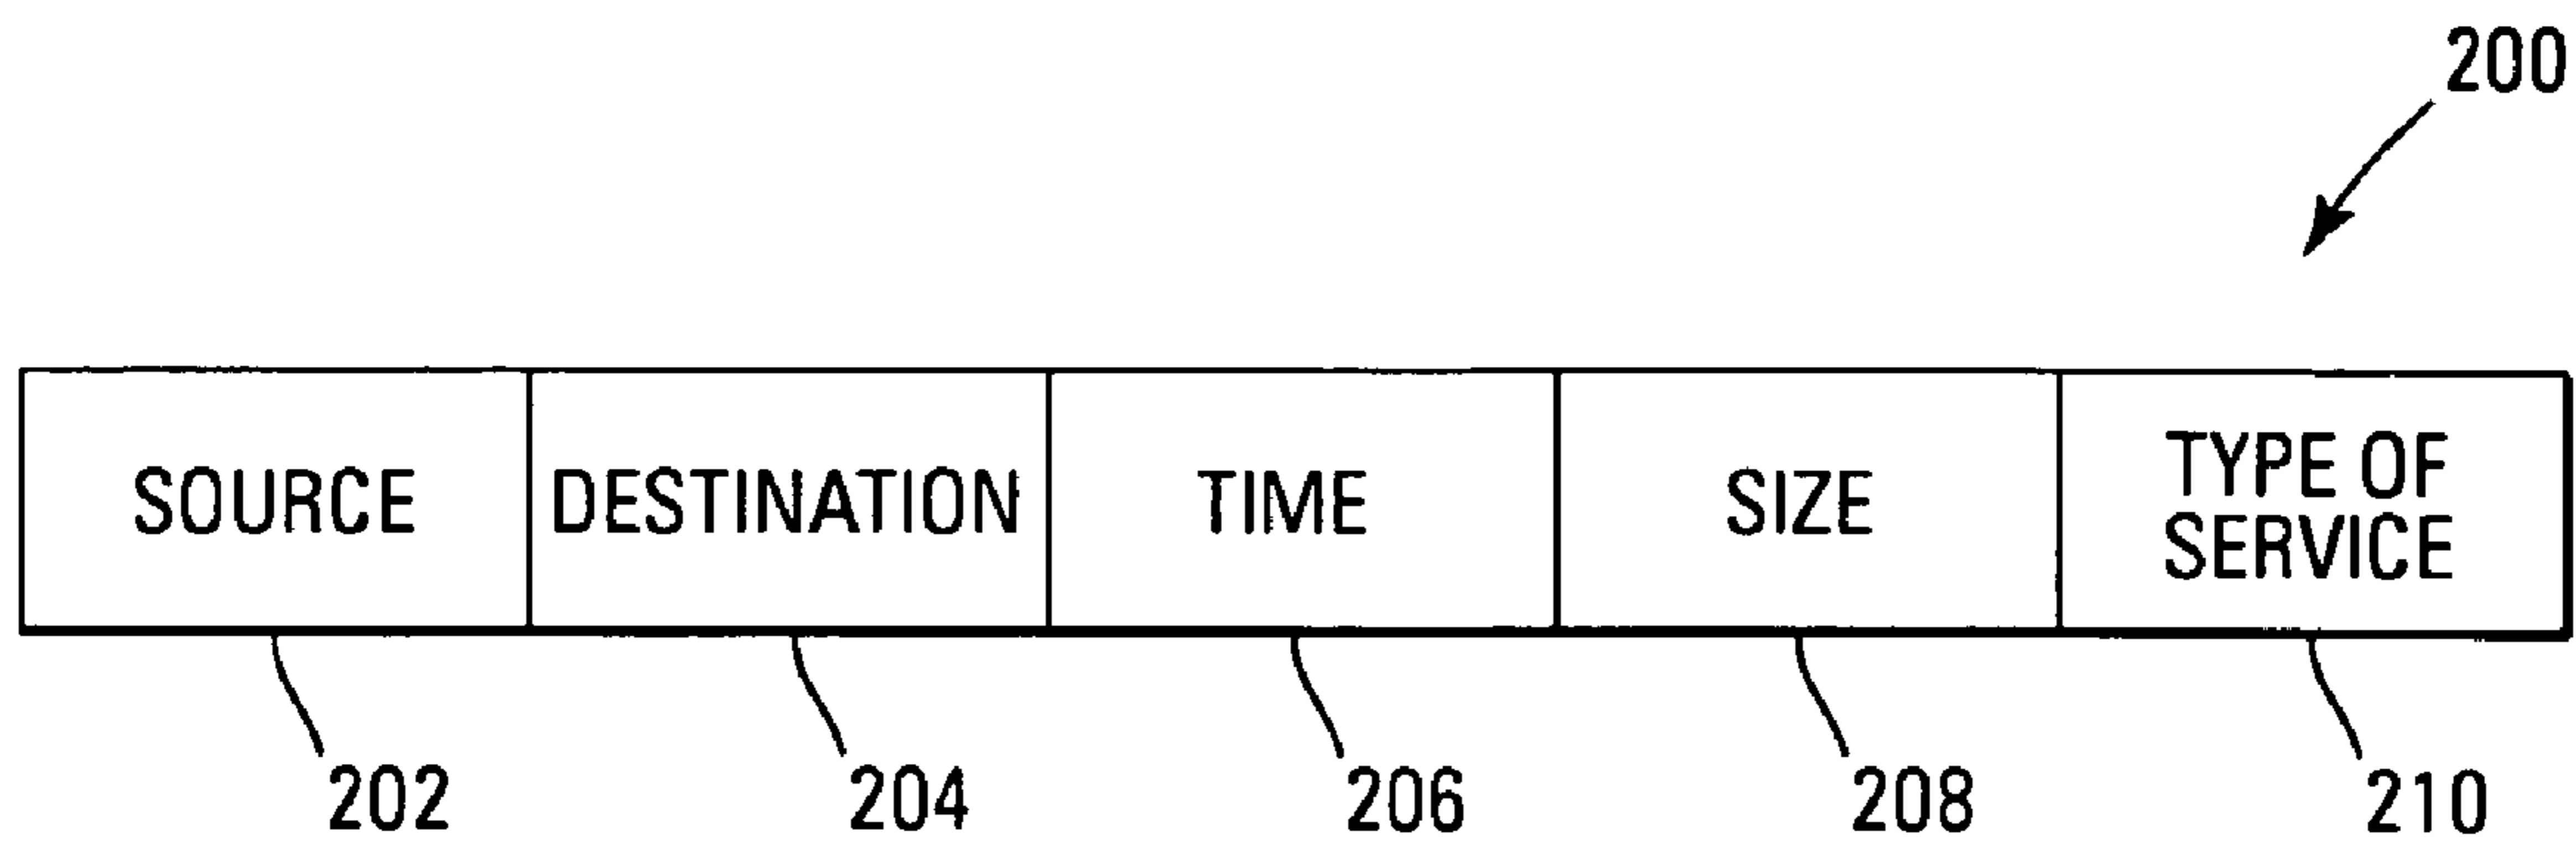 200
SOURCE
DESTINATION
TIME
SIZE
TYPE OF
SERVICE
202
204
206
208
210